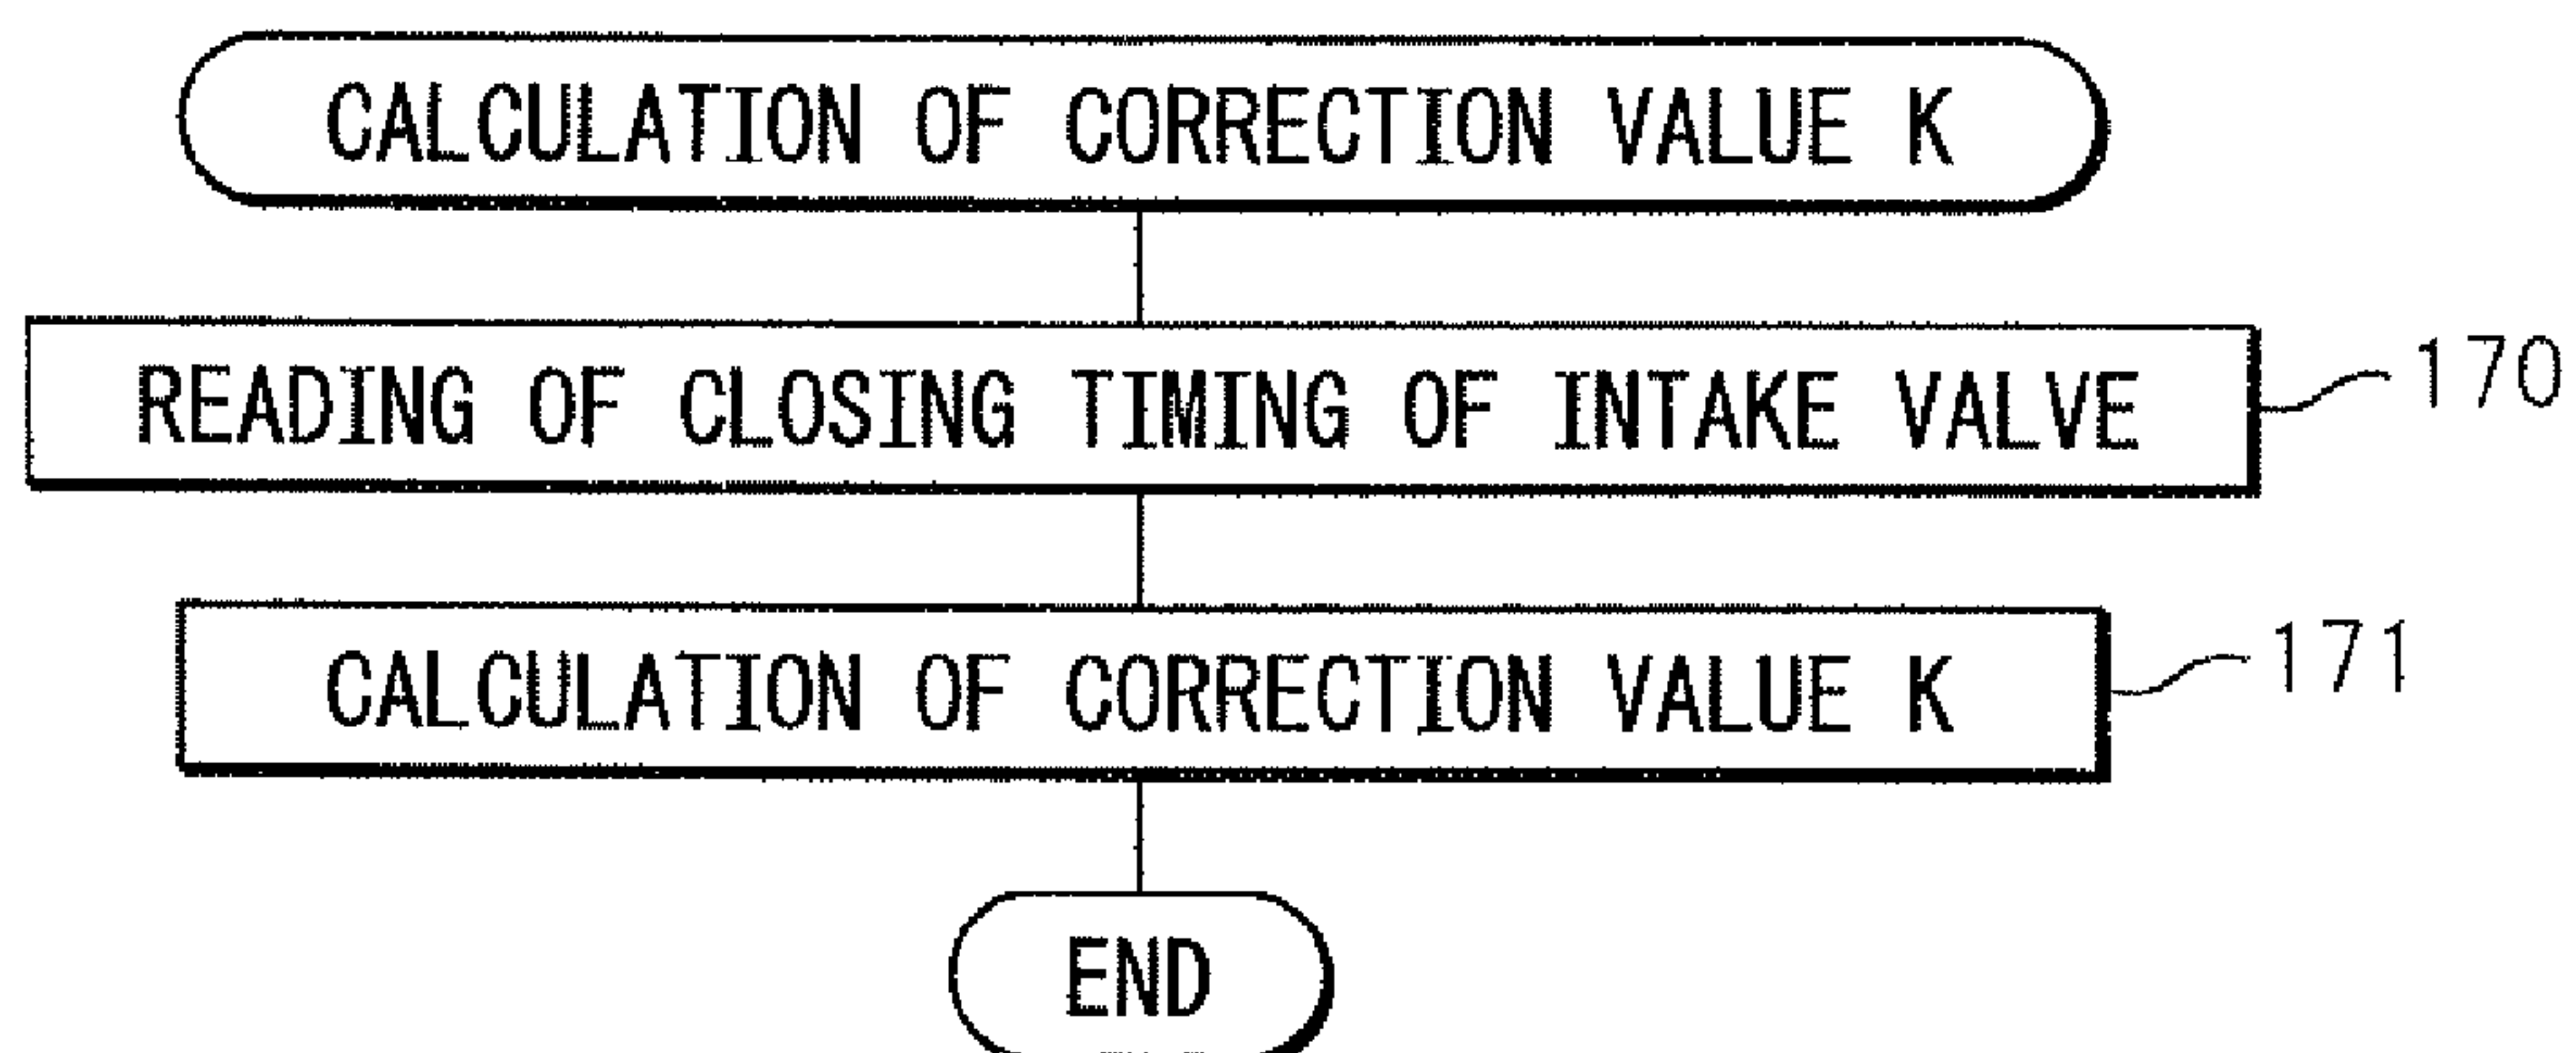 CALCULATION OF CORRECTION VALUE K
READING OF CLOSING TIMING OF INTAKE VALVE 170
CALCULATION OF CORRECTION VALUE K 171
END